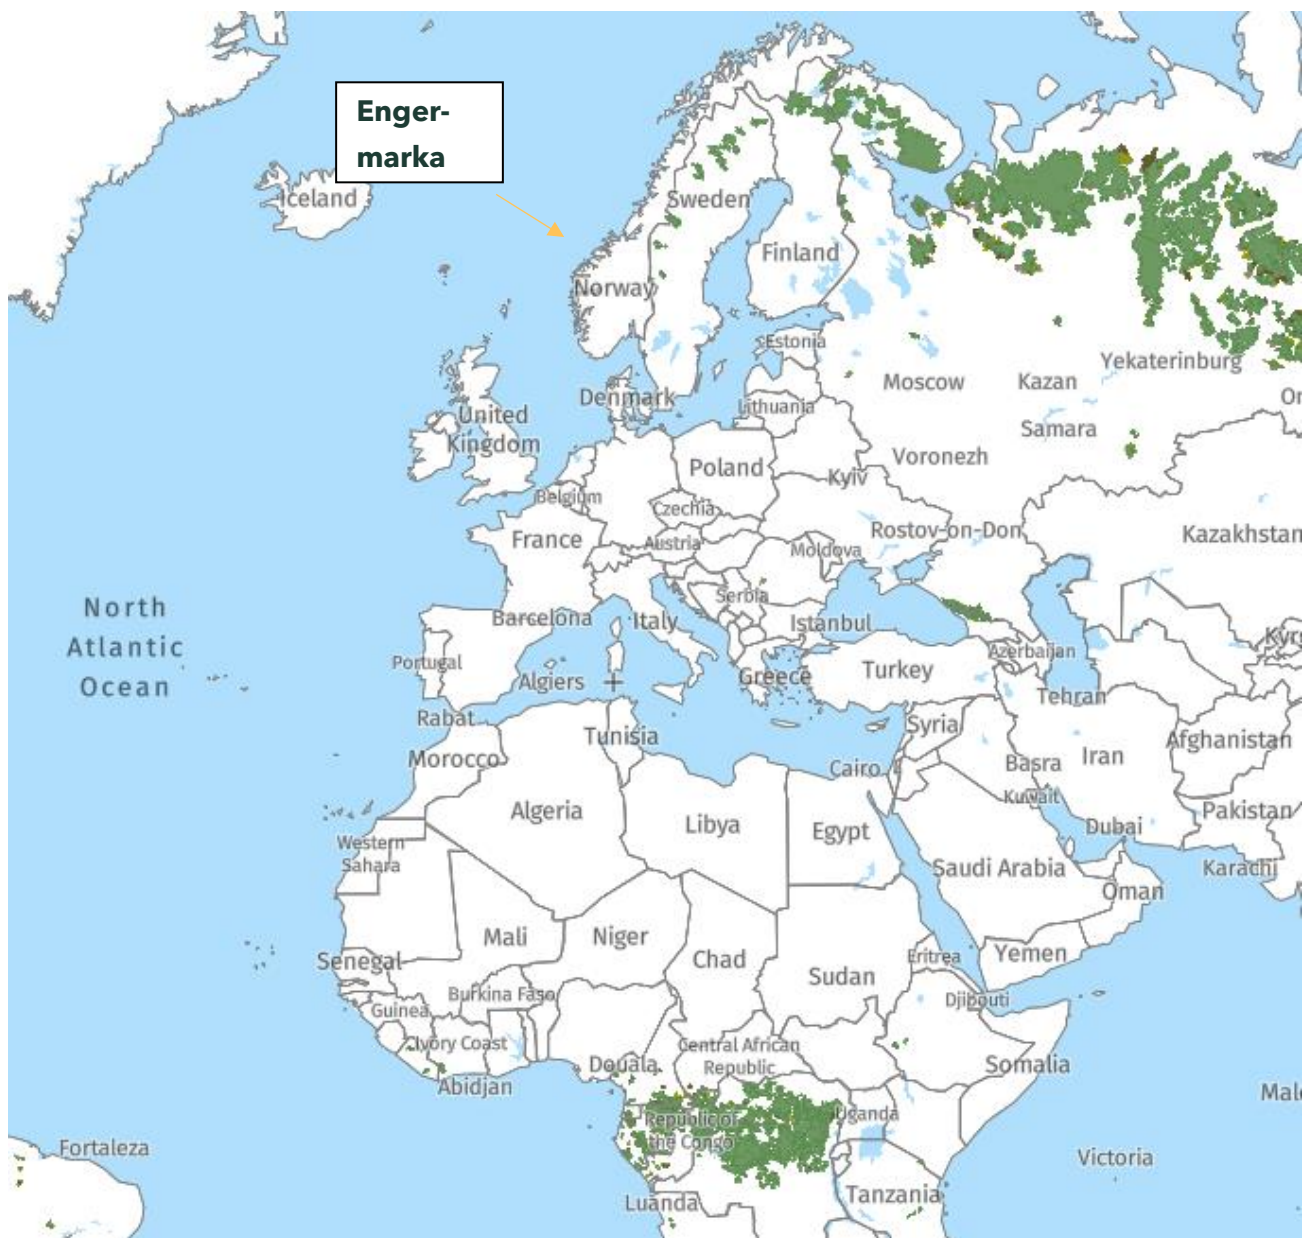 Enger-
marka
Iceland
Sweden
Finland
Norway
Estonia
Yekaterinburg
Moscow
Kazan
Denmark
Lithuania
Or
United
Kingdom
Samara
Voronezh
Poland
Kyiv
Belgium
Czechia
Rostov-on-Don
France
Austria
Moldova
Kazakhstan
Serbia
North
Atlantic
Ocean
Barcelona
Italy
Istanbul
Kyrg
Portugal
Azerbaijan
Algiers
Greece
Turkey
Tehran
Rabat
Tunisia
Syria
Afghanistan
Morocco
Cairo
Basra
Iran
Kuwait
Algeria
Libya
Egypt
Pakistan
Dubai
Western
Sahara
Saudi Arabia
Karachi
Oman
Mali
Niger
Chad
Senegal
Sudan
Eritrea
Yemen
Burkina Faso
Djibouti
Guinea
Ivory Coast
Central African
Republic
Douala
Somalia
Abidjan
Male
Republic of
the Congo
Uganda
Fortaleza
Victoria
Luanda
Tanzania